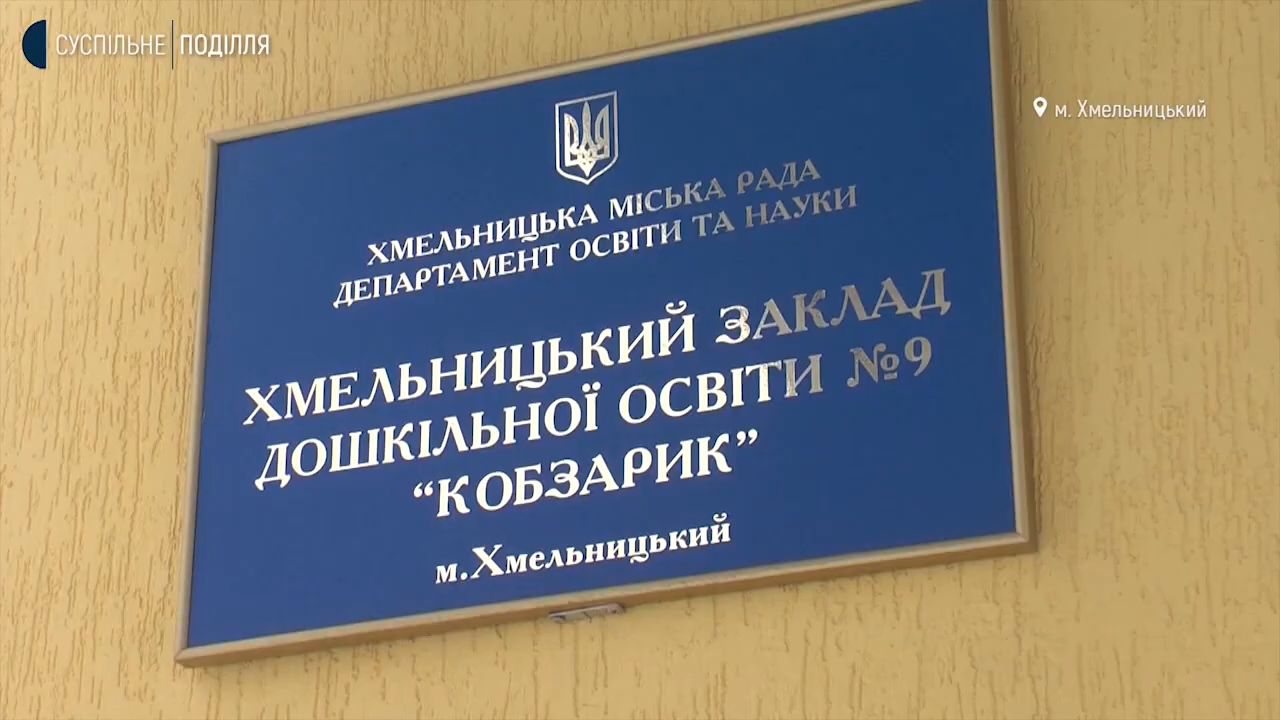 СУСПІЛЬНЕ ПОДІЛЛЯ
м. Хмельницький
ХМЕЛЬНИЦЬКА МІСЬКА РАДА
ДЕПАРТАМЕНТ ОСВІТИ ТА НАУКИ
ХМЕЛЬНИЦЬКИЙ ЗАКЛАД
ДОШКІЛЬНОЇ ОСВІТИ №9
“КОБЗАРИК”
м.Хмельницький